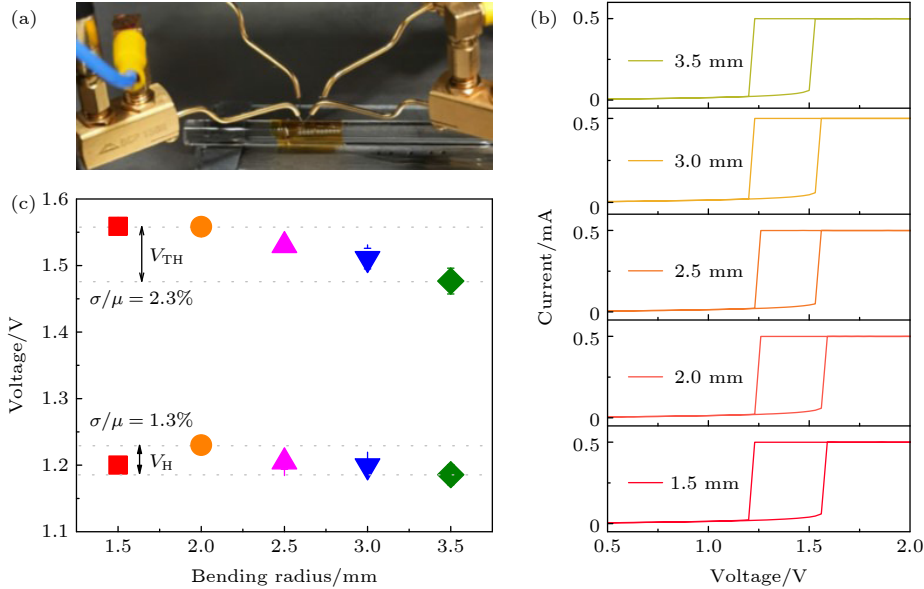 (a)
(b)
0.5
3.5 mm
0
0.5
3.0 mm
0
0.5
2.5 mm
0
0.5
2.0 mm
0
0.5
1.5 mm
0
Current/mA
0.5 1.0 1.5 2.0
Voltage/V
(c)
1.6
V_TH
1.5
σ/μ = 2.3%
1.4
1.3
σ/μ = 1.3%
V_H
1.2
1.1
Voltage/V
1.5 2.0 2.5 3.0 3.5
Bending radius/mm